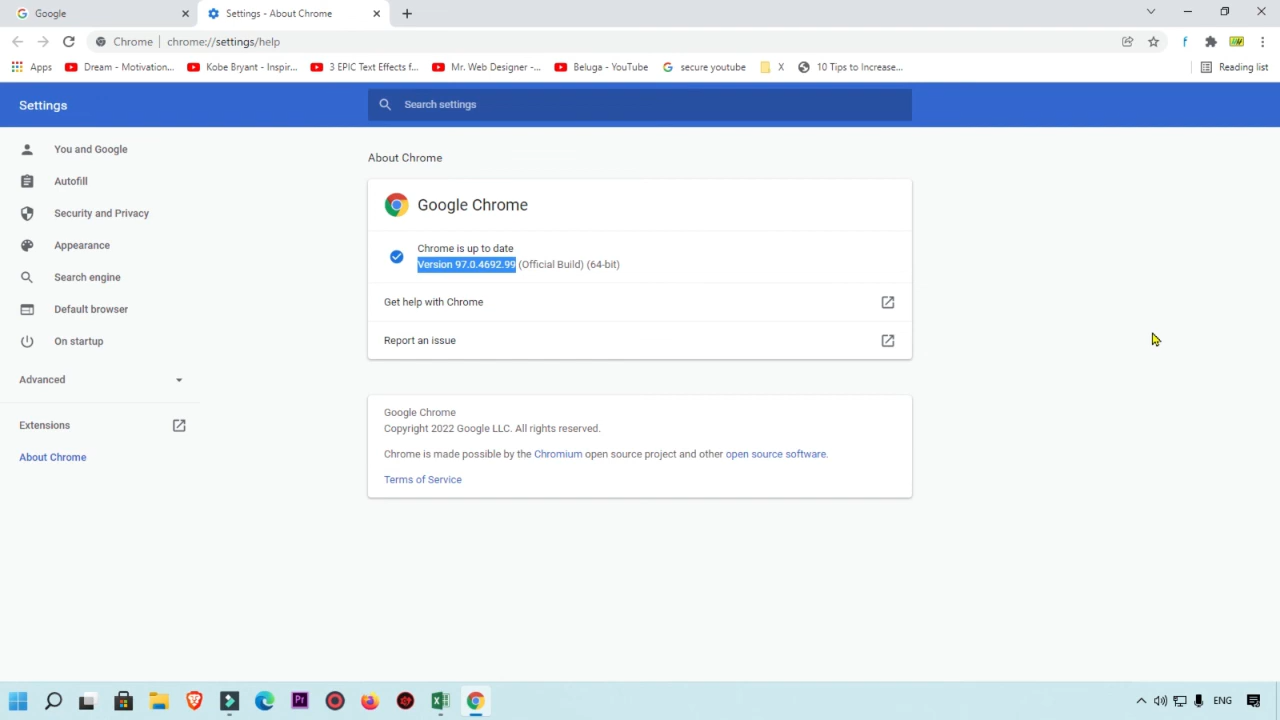 Google
Settings - About Chrome
Chrome
chrome://settings/help
Apps
Dream - Motivation...
Kobe Bryant - Inspir...
3 EPIC Text Effects f...
Mr. Web Designer -...
Beluga - YouTube
secure youtube
X
10 Tips to Increase...
Reading list
Settings
Search settings
You and Google
Autofill
Security and Privacy
Appearance
Search engine
Default browser
On startup
Advanced
Extensions
About Chrome
About Chrome
Google Chrome
Chrome is up to date
Version 97.0.4692.99 (Official Build) (64-bit)
Get help with Chrome
Report an issue
Google Chrome
Copyright 2022 Google LLC. All rights reserved.
Chrome is made possible by the Chromium open source project and other open source software.
Terms of Service
Pr
ENG